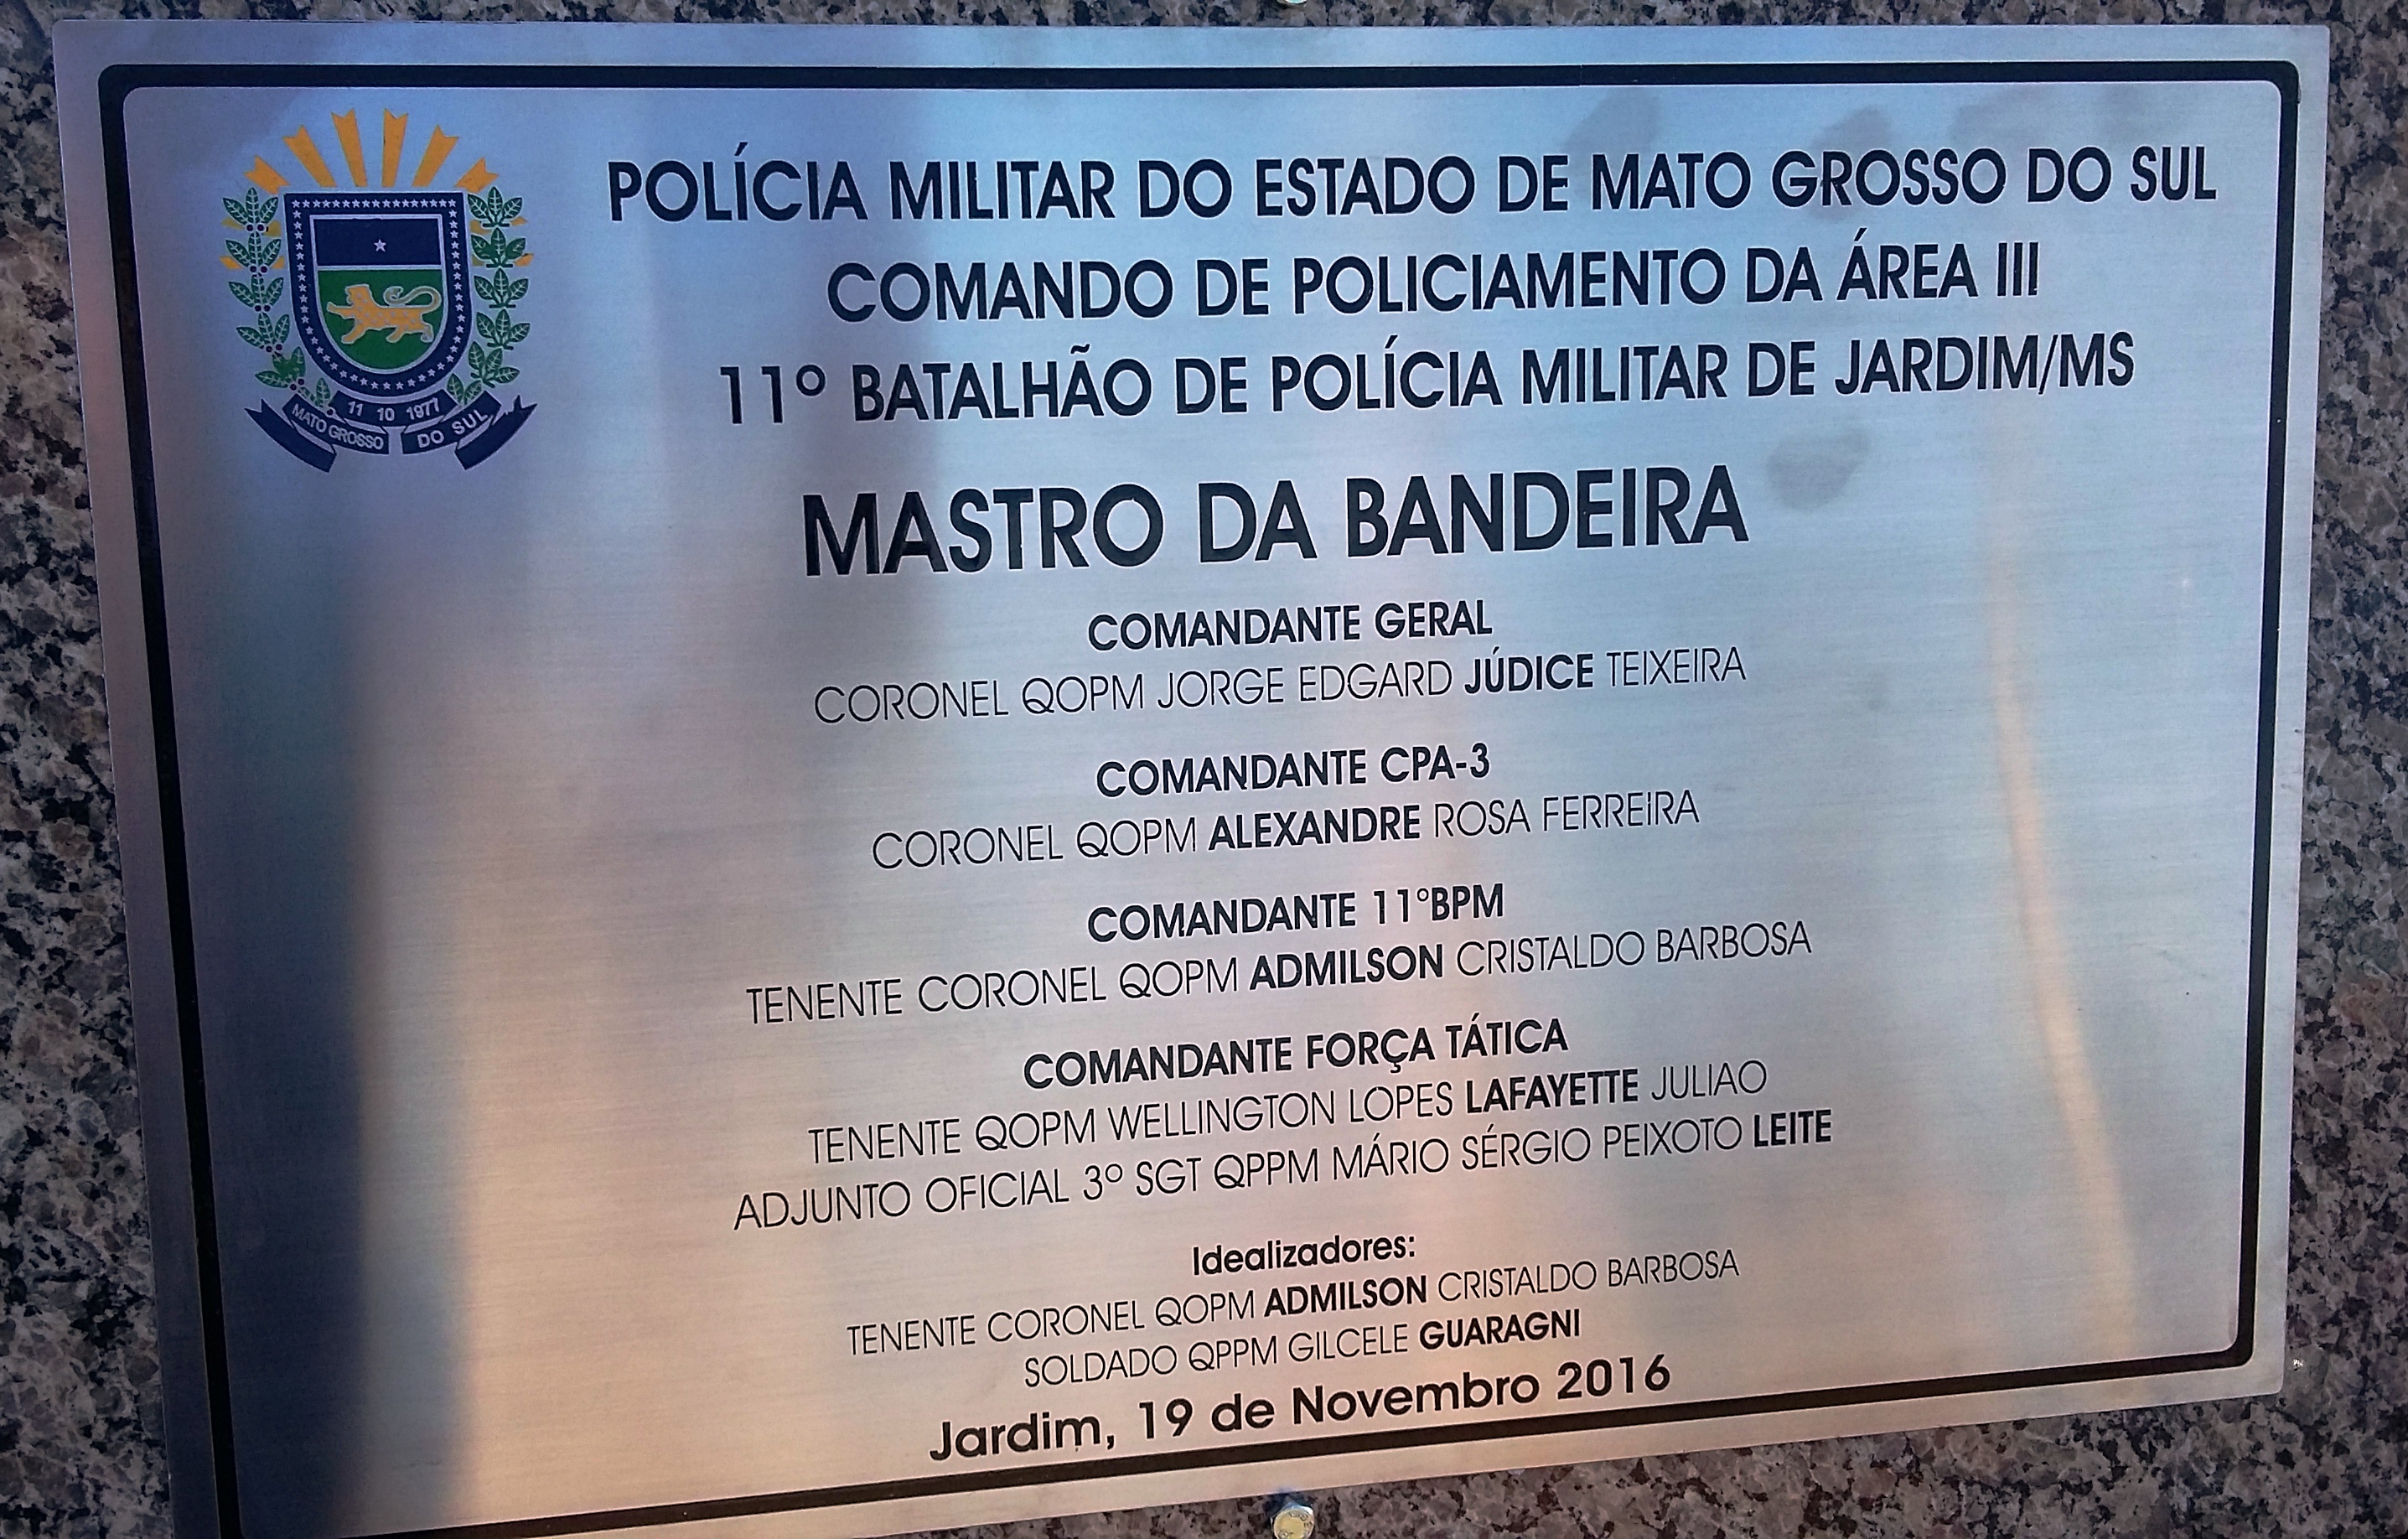 POLÍCIA MILITAR DO ESTADO DE MATO GROSSO DO SUL
COMANDO DE POLICIAMENTO DA ÁREA III
11º BATALHÃO DE POLÍCIA MILITAR DE JARDIM/MS
11 10 1977
MATO GROSSO DO SUL
MASTRO DA BANDEIRA
COMANDANTE GERAL
CORONEL QOPM JORGE EDGARD JÚDICE TEIXEIRA
COMANDANTE CPA-3
CORONEL QOPM ALEXANDRE ROSA FERREIRA
COMANDANTE 11°BPM
TENENTE CORONEL QOPM ADMILSON CRISTALDO BARBOSA
COMANDANTE FORÇA TÁTICA
TENENTE QOPM WELLINGTON LOPES LAFAYETTE JULIAO
ADJUNTO OFICIAL 3º SGT QPPM MÁRIO SÉRGIO PEIXOTO LEITE
Idealizadores:
TENENTE CORONEL QOPM ADMILSON CRISTALDO BARBOSA
SOLDADO QPPM GILCELE GUARAGNI
Jardim, 19 de Novembro 2016